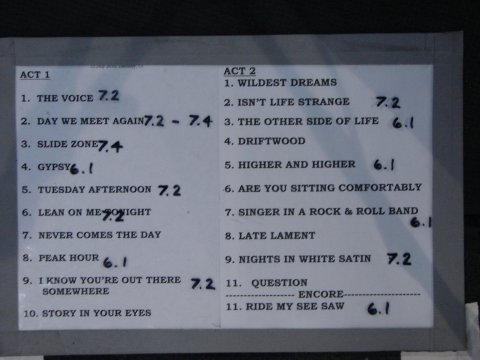 ACT 1
1. THE VOICE 7.2
2. DAY WE MEET AGAIN 7.2 - 7.4
3. SLIDE ZONE 7.4
4. GYPSY 6.1
5. TUESDAY AFTERNOON 7.2
6. LEAN ON ME TONIGHT 7.2
7. NEVER COMES THE DAY
8. PEAK HOUR 6.1
9. I KNOW YOU'RE OUT THERE 7.2
SOMEWHERE
10. STORY IN YOUR EYES
ACT 2
1. WILDEST DREAMS
2. ISN'T LIFE STRANGE 7.2
3. THE OTHER SIDE OF LIFE 6.1
4. DRIFTWOOD
5. HIGHER AND HIGHER 6.1
6. ARE YOU SITTING COMFORTABLY
7. SINGER IN A ROCK & ROLL BAND 6.1
8. LATE LAMENT
9. NIGHTS IN WHITE SATIN 7.2
11. QUESTION
------------------ ENCORE--------------------
11. RIDE MY SEE SAW 6.1